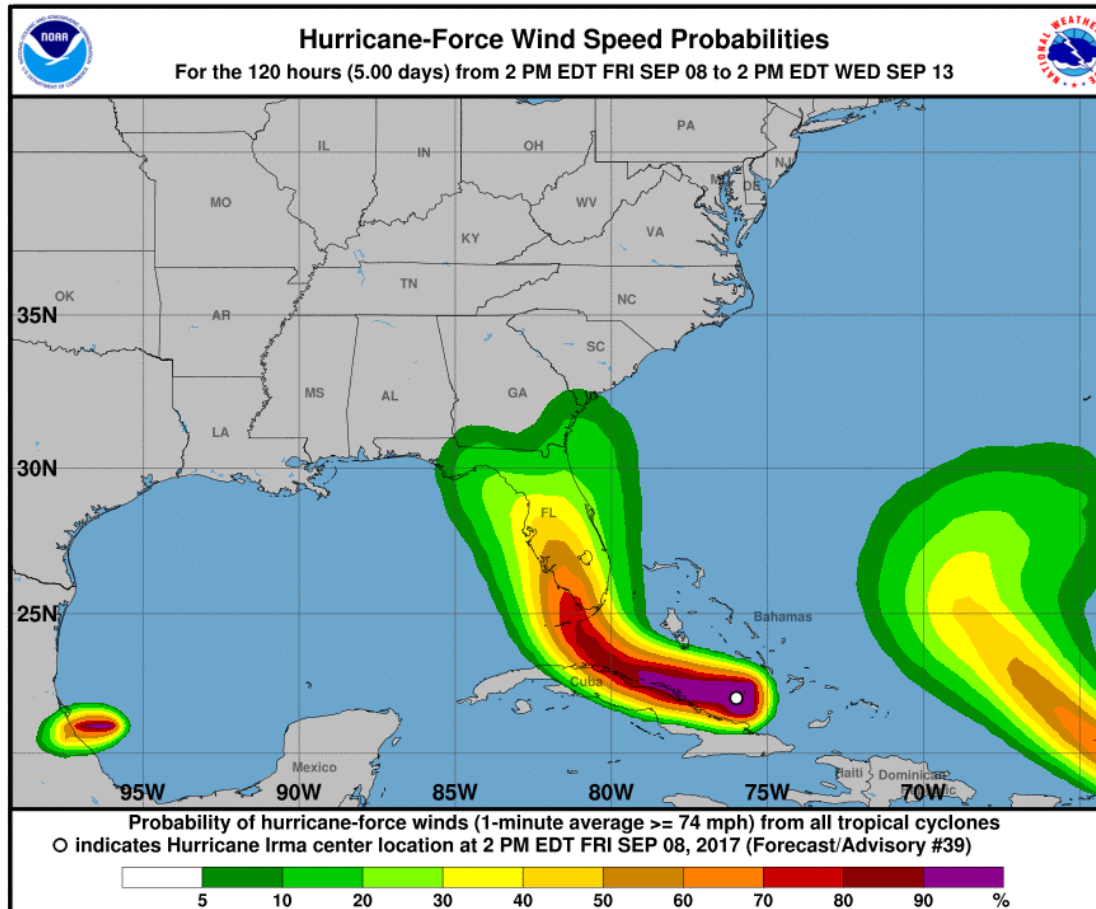 Hurricane-Force Wind Speed Probabilities
For the 120 hours (5.00 days) from 2 PM EDT FRI SEP 08 to 2 PM EDT WED SEP 13
NOAA
PA
IL
IN
OH
NJ
DE
MO
WV
VA
KY
OK
TN
NC
35N
AR
SC
MS
AL
GA
LA
30N
FL
25N
Bahamas
Cuba
Mexico
Haiti
Dominican
95W
90W
85W
80W
75W
70W
Probability of hurricane-force winds (1-minute average >= 74 mph) from all tropical cyclones
O indicates Hurricane Irma center location at 2 PM EDT FRI SEP 08, 2017 (Forecast/Advisory #39)
5 10 20 30 40 50 60 70 80 90 %